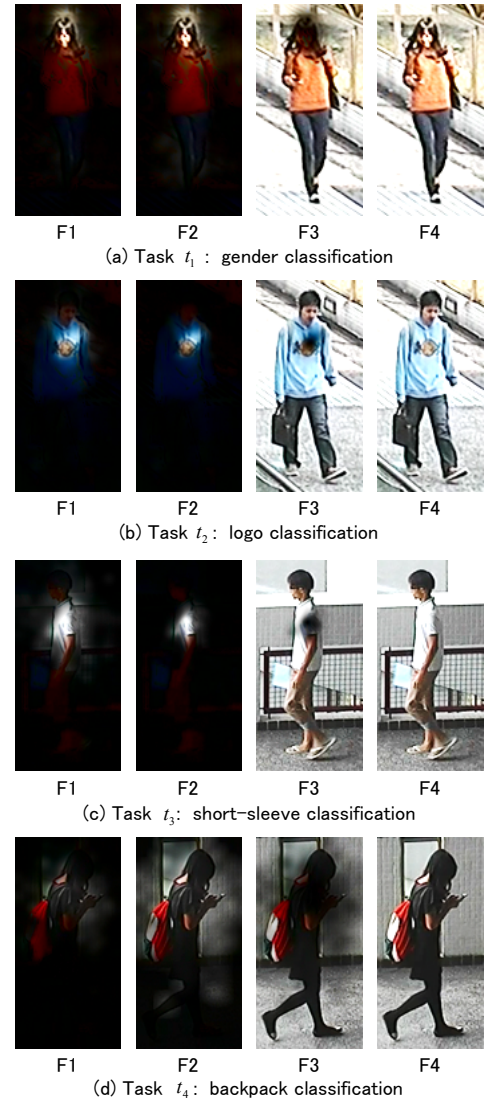 F1 F2 F3 F4
(a) Task t₁ : gender classification
F1 F2 F3 F4
(b) Task t₂ : logo classification
F1 F2 F3 F4
(c) Task t₃: short-sleeve classification
F1 F2 F3 F4
(d) Task t₄ : backpack classification